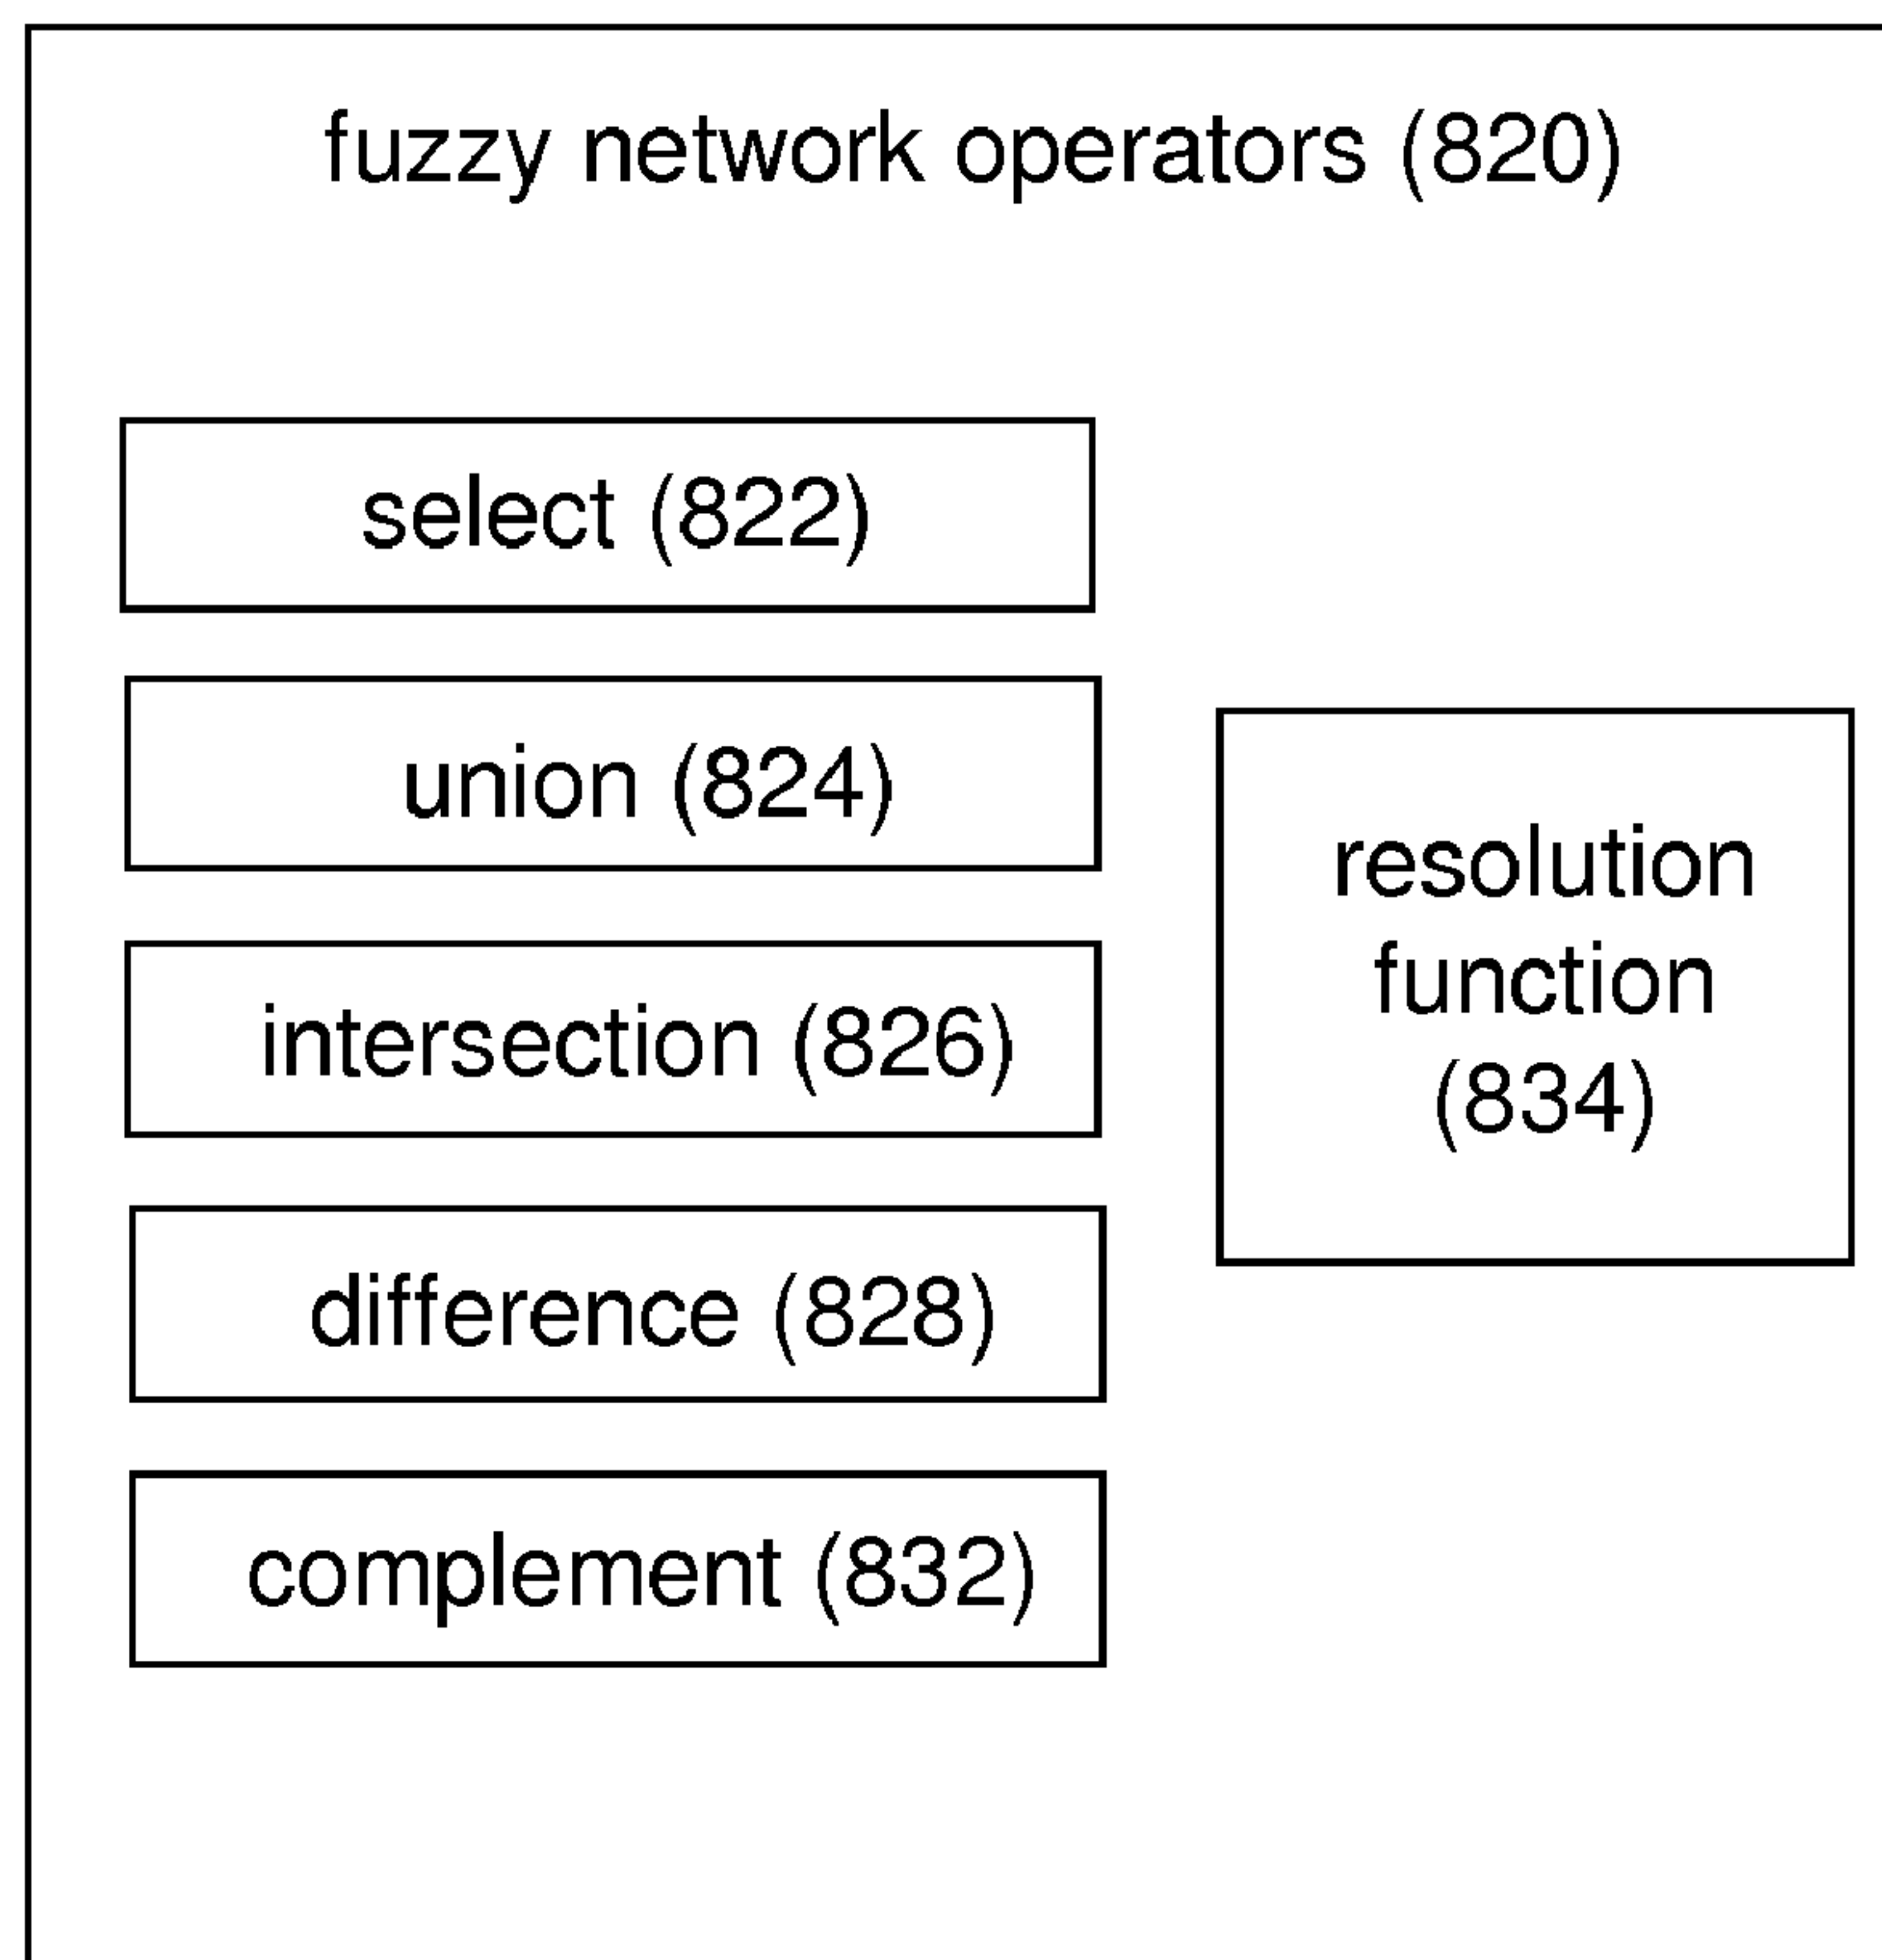 fuzzy network operators (820)
select (822)
union (824)
intersection (826)
difference (828)
complement (832)
resolution
function
(834)